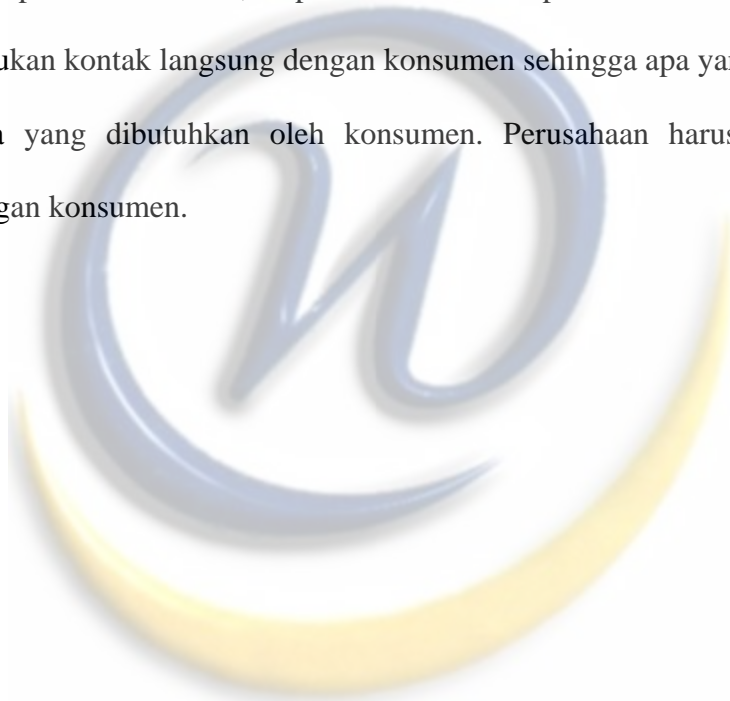 ukan kontak langsung dengan konsumen sehingga apa yan
yang dibutuhkan oleh konsumen. Perusahaan harus
gan konsumen.